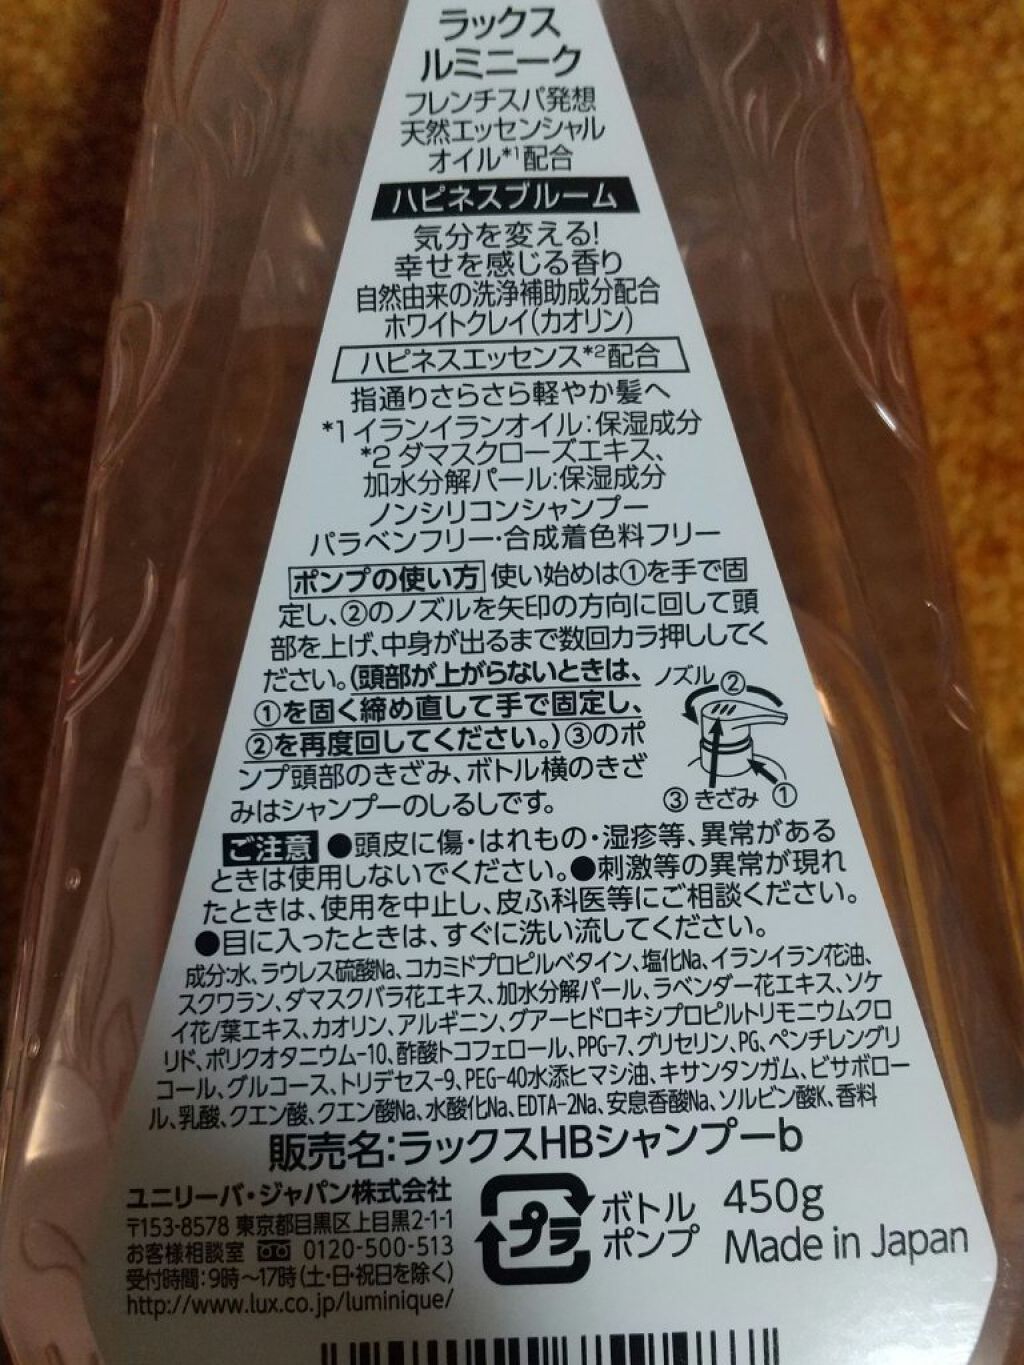 ラックス
ルミニーク
フレンチスパ発想
天然エッセンシャル
オイル*1配合
ハピネスブルーム
気分を変える!
幸せを感じる香り
自然由来の洗浄補助成分配合
ホワイトクレイ(カオリン)
ハピネスエッセンス*2配合
指通りさらさら軽やか髪へ
*1イランイランオイル:保湿成分
*2ダマスクローズエキス、
加水分解パール:保湿成分
ノンシリコンシャンプー
パラベンフリー・合成着色料フリー
ポンプの使い方 使い始めは①を手で固
定し、②のノズルを矢印の方向に回して頭
部を上げ、中身が出るまで数回カラ押ししてく
ださい。(頭部が上がらないときは、
①を固く締め直して手で固定し、
②を再度回してください。)③のポ
ンプ頭部のきざみ、ボトル横のきざ
みはシャンプーのしるしです。
ノズル②
③きざみ ①
ご注意 ●頭皮に傷・はれもの・湿疹等、異常がある
ときは使用しないでください。●刺激等の異常が現れ
たときは、使用を中止し、皮ふ科医等にご相談ください。
●目に入ったときは、すぐに洗い流してください。
成分:水、ラウレス硫酸Na、コカミドプロピルベタイン、塩化Na、イランイラン花油、
スクワラン、ダマスクバラ花エキス、加水分解パール、ラベンダー花エキス、ソケ
イ花/葉エキス、カオリン、アルギニン、グアーヒドロキシプロピルトリモニウムクロ
リド、ポリクオタニウム-10、酢酸トコフェロール、PPG-7、グリセリン、PG、ペンチレングリ
コール、グルコース、トリデセス-9、PEG-40水添ヒマシ油、キサンタンガム、ビサボロー
ル、乳酸、クエン酸、クエン酸Na、水酸化Na、EDTA-2Na、安息香酸Na、ソルビン酸K、香料
販売名:ラックスHBシャンプーb
ユニリーバ・ジャパン株式会社
〒153-8578 東京都目黒区上目黒2-1-1
お客様相談室 0120-500-513
受付時間:9時〜17時(土・日・祝日を除く)
http://www.lux.co.jp/luminique/
プラ
ボトル
ポンプ
450g
Made in Japan